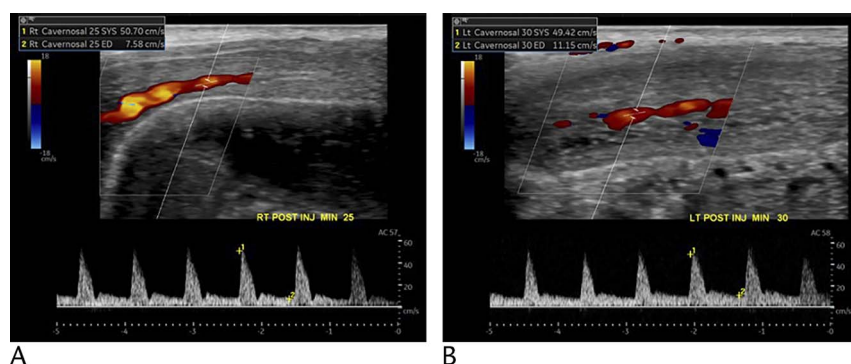 1 Rt Cavernosal 25 SYS 50.70 cm/s
2 Rt Cavernosal 25 ED 7.58 cm/s
18
-18
cm/s
RT POST INJ MIN 25
AC 57
60
40
20
cm/s
-5 -4 -3 -2 -1 -0
1
2
A
1 Lt Cavernosal 30 SYS 49.42 cm/s
2 Lt Cavernosal 30 ED 11.15 cm/s
18
-18
cm/s
LT POST INJ MIN 30
AC 58
60
40
20
cm/s
-5 -4 -3 -2 -1 -0
1
2
B